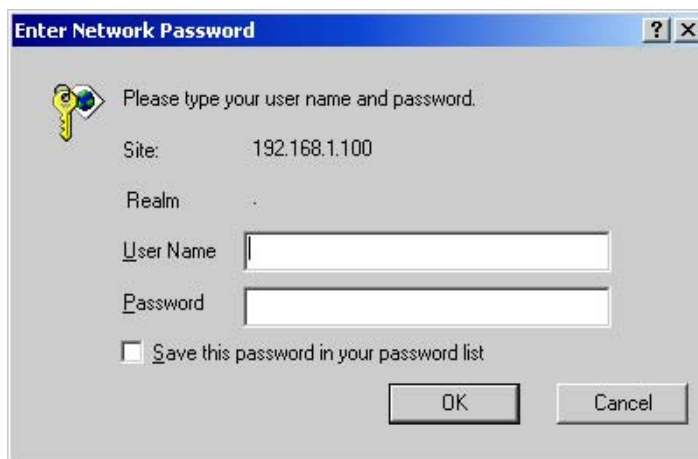 Enter Network Password
Please type your user name and password.
Site: 192.168.1.100
Realm .
User Name
Password
Save this password in your password list
OK Cancel